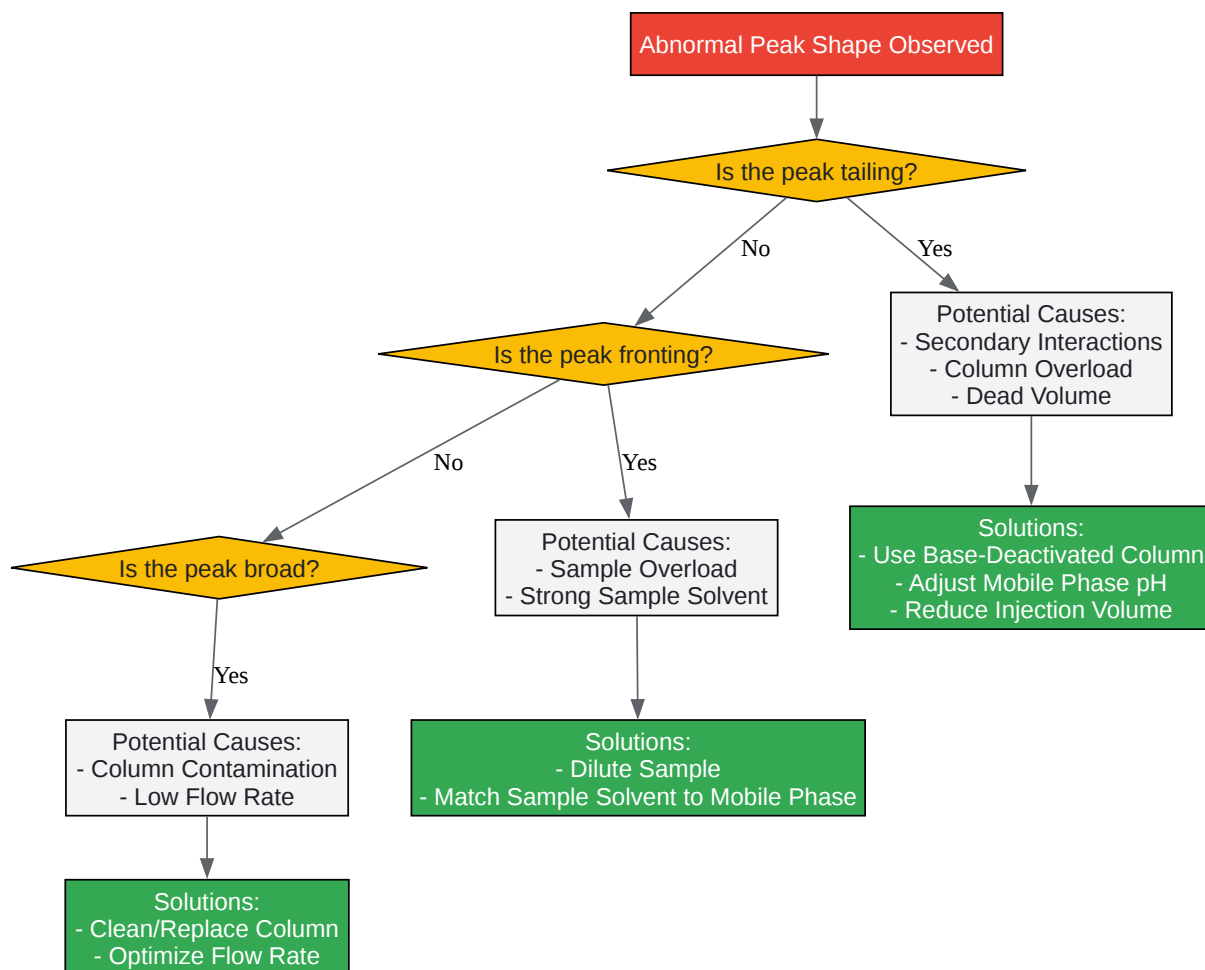 Abnormal Peak Shape Observed
Is the peak tailing?
No
Yes
Potential Causes:
- Secondary Interactions
- Column Overload
- Dead Volume
Is the peak fronting?
No
Yes
Solutions:
- Use Base-Deactivated Column
- Adjust Mobile Phase pH
- Reduce Injection Volume
Potential Causes:
- Sample Overload
- Strong Sample Solvent
Is the peak broad?
Yes
Potential Causes:
- Column Contamination
- Low Flow Rate
Solutions:
- Dilute Sample
- Match Sample Solvent to Mobile Phase
Solutions:
- Clean/Replace Column
- Optimize Flow Rate